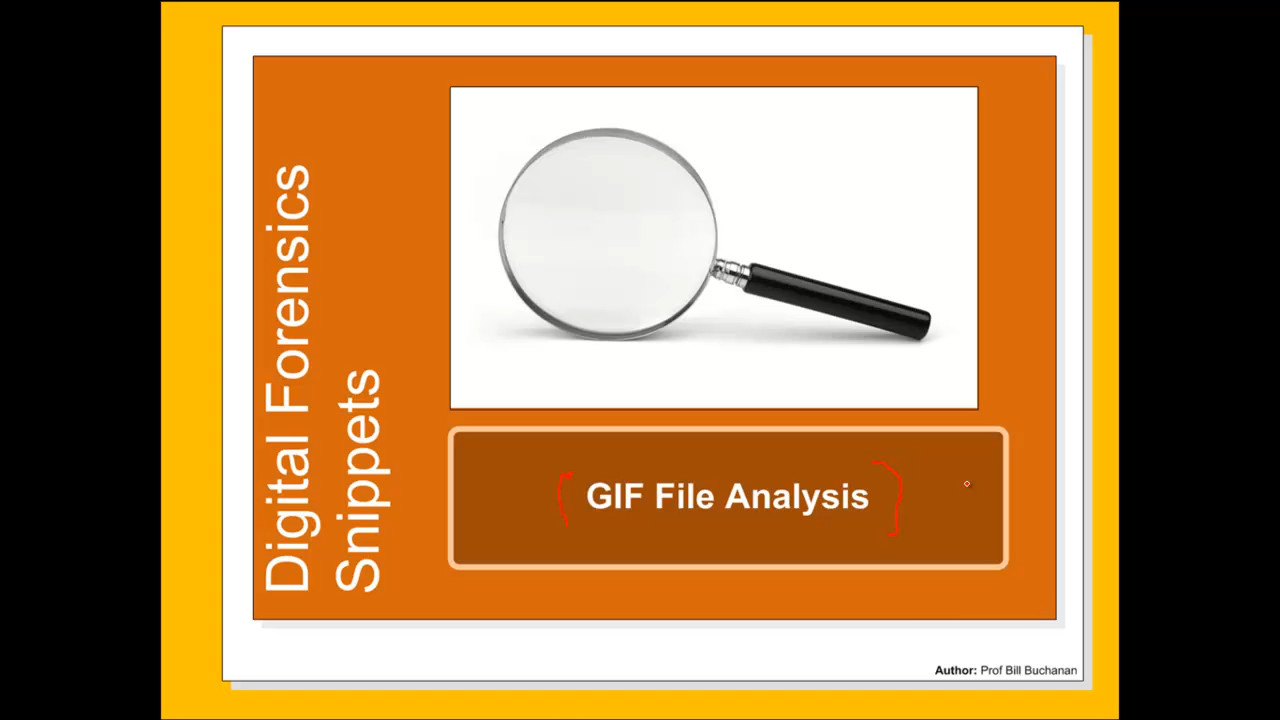 Digital Forensics
Snippets
GIF File Analysis
Author: Prof Bill Buchanan